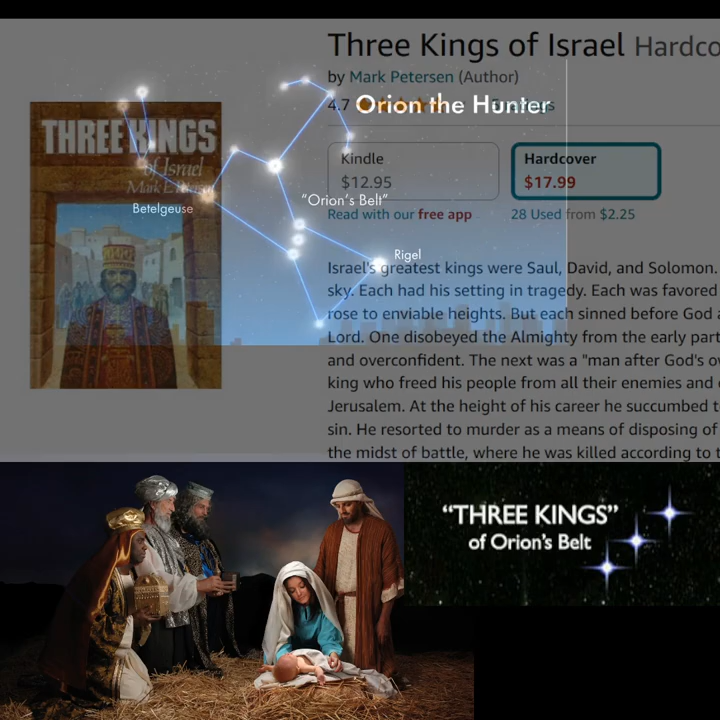 Three Kings of Israel Hardco
by Mark Petersen (Author)
4.7
Orion the Hunter
THREE KINGS
of Israel
Mark E.
Kindle
$12.95
Hardcover
$17.99
Read with our free app
28 Used from $2.25
Betelgeuse
“Orion’s Belt”
Rigel
Israel's greatest kings were Saul, David, and Solomon.
sky. Each had his setting in tragedy. Each was favored
rose to enviable heights. But each sinned before God a
Lord. One disobeyed the Almighty from the early part
and overconfident. The next was a "man after God's ow
king who freed his people from all their enemies and
Jerusalem. At the height of his career he succumbed t
sin. He resorted to murder as a means of disposing of
the midst of battle, where he was killed according to t
“THREE KINGS”
of Orion’s Belt